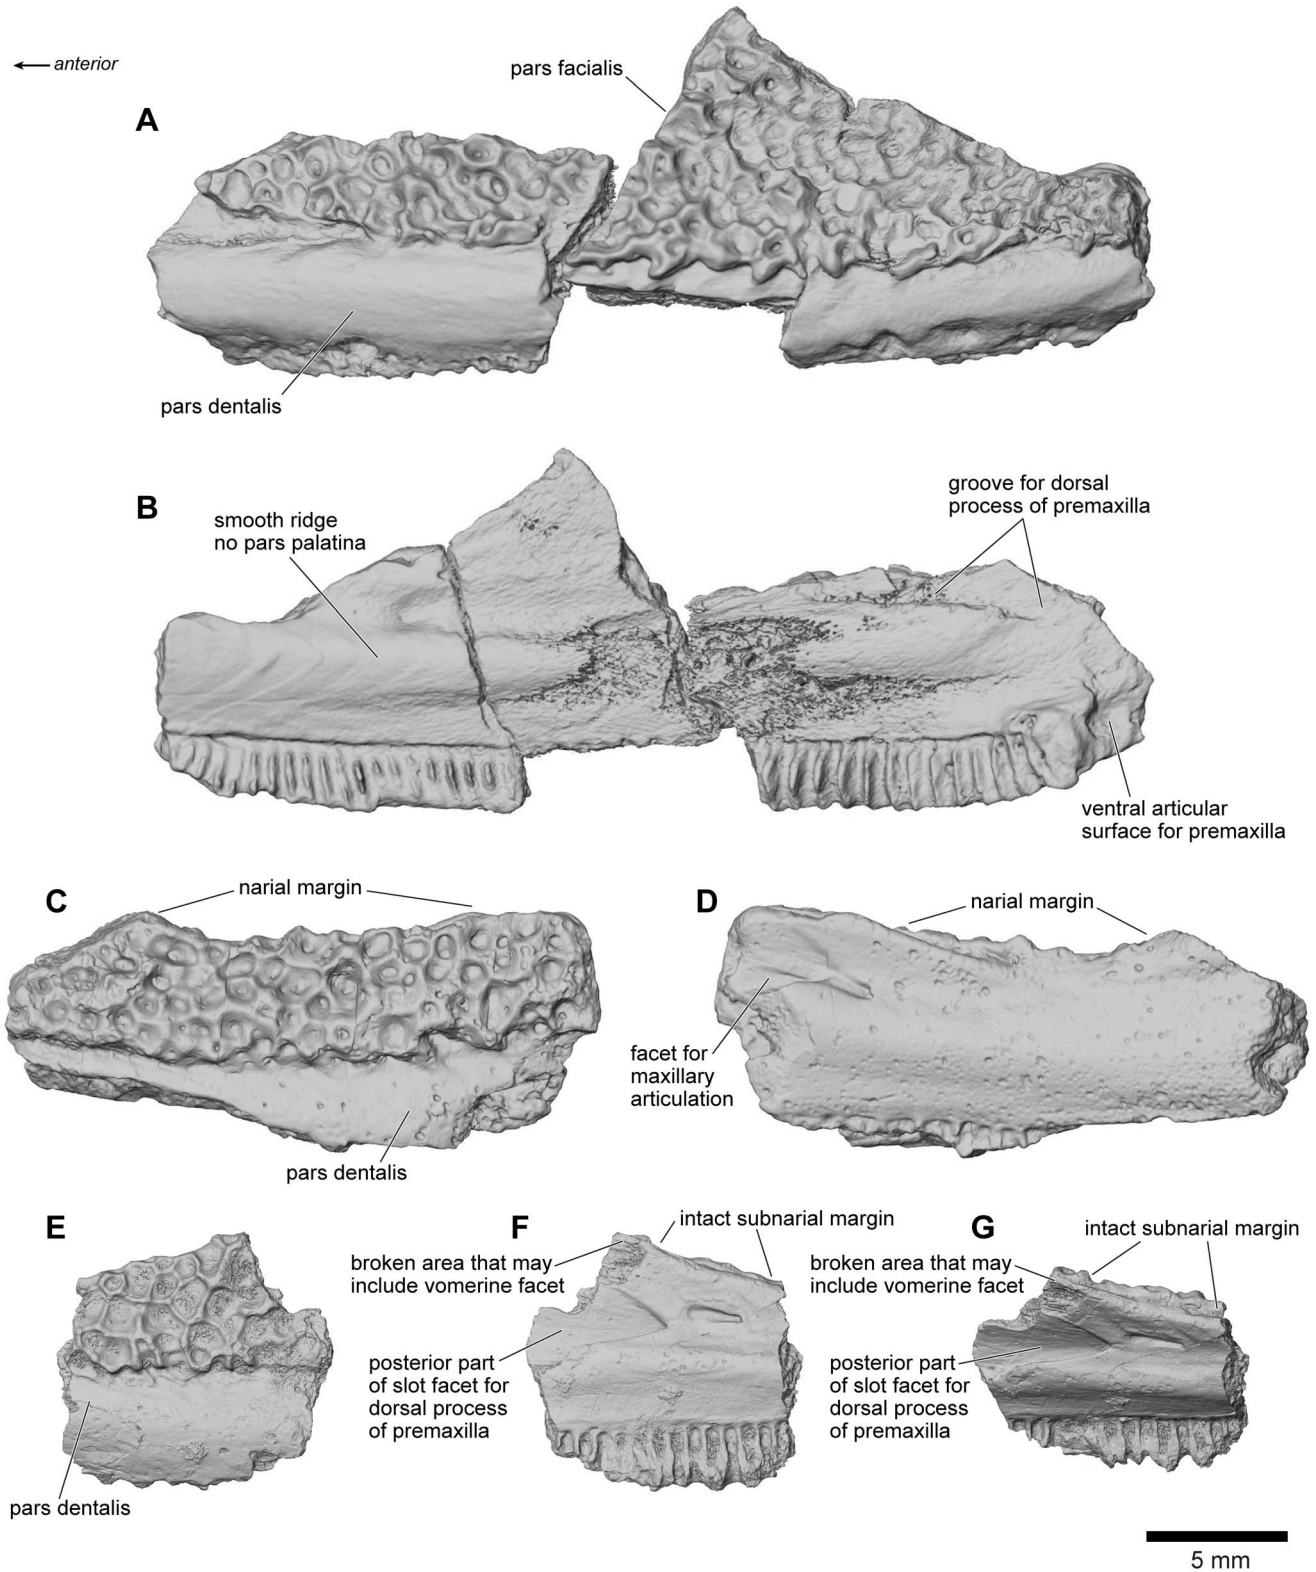 anterior
pars facialis
A
pars dentalis
B
smooth ridge
no pars palatina
groove for dorsal
process of premaxilla
ventral articular
surface for premaxilla
C
narial margin
pars dentalis
D
narial margin
facet for
maxillary
articulation
E
pars dentalis
F
intact subnarial margin
broken area that may
include vomerine facet
posterior part
of slot facet for
dorsal process
of premaxilla
G
intact subnarial margin
broken area that may
include vomerine facet
posterior part
of slot facet for
dorsal process
of premaxilla
5 mm